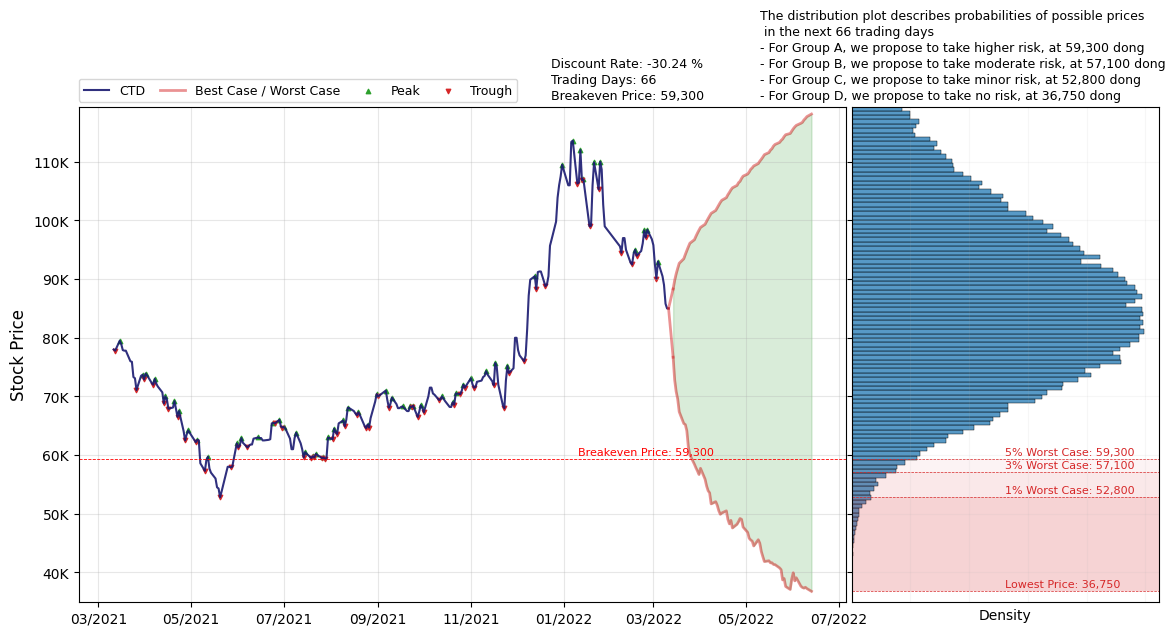 The distribution plot describes probabilities of possible prices
in the next 66 trading days
- For Group A, we propose to take higher risk, at 59,300 dong
- For Group B, we propose to take moderate risk, at 57,100 dong
- For Group C, we propose to take minor risk, at 52,800 dong
- For Group D, we propose to take no risk, at 36,750 dong
Discount Rate: -30.24 %
Trading Days: 66
Breakeven Price: 59,300
CTD
Best Case / Worst Case
Peak
Trough
Stock Price
110K
100K
90K
80K
70K
60K
50K
40K
Breakeven Price: 59,300
03/2021
05/2021
07/2021
09/2021
11/2021
01/2022
03/2022
05/2022
07/2022
5% Worst Case: 59,300
3% Worst Case: 57,100
1% Worst Case: 52,800
Lowest Price: 36,750
Density